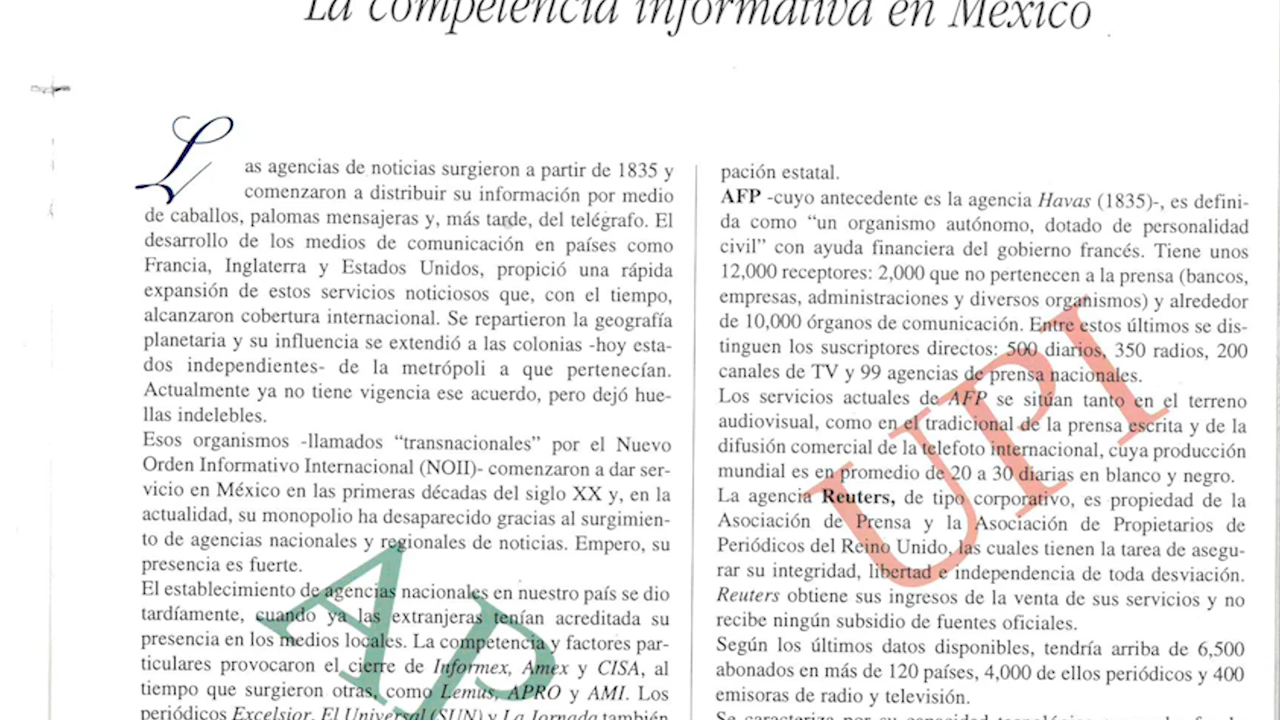 La competencia informativa en México
Las agencias de noticias surgieron a partir de 1835 y
comenzaron a distribuir su información por medio
de caballos, palomas mensajeras y, más tarde, del telégrafo. El
desarrollo de los medios de comunicación en países como
Francia, Inglaterra y Estados Unidos, propició una rápida
expansión de estos servicios noticiosos que, con el tiempo,
alcanzaron cobertura internacional. Se repartieron la geografía
planetaria y su influencia se extendió a las colonias -hoy esta-
dos independientes- de la metrópoli a que pertenecían.
Actualmente ya no tiene vigencia ese acuerdo, pero dejó hue-
llas indelebles.
Esos organismos -llamados “transnacionales” por el Nuevo
Orden Informativo Internacional (NOII)- comenzaron a dar ser-
vicio en México en las primeras décadas del siglo XX y, en la
actualidad, su monopolio ha desaparecido gracias al surgimien-
to de agencias nacionales y regionales de noticias. Empero, su
presencia es fuerte.
El establecimiento de agencias nacionales en nuestro país se dio
tardíamente, cuando ya las extranjeras tenían acreditada su
presencia en los medios locales. La competencia y factores par-
ticulares provocaron el cierre de Informex, Amex y CISA, al
tiempo que surgieron otras, como Lemus, APRO y AMI. Los
periódicos Excelsior, El Universal (SUN) y La Jornada también
AP
pación estatal.
AFP -cuyo antecedente es la agencia Havas (1835)-, es defini-
da como “un organismo autónomo, dotado de personalidad
civil” con ayuda financiera del gobierno francés. Tiene unos
12,000 receptores: 2,000 que no pertenecen a la prensa (bancos,
empresas, administraciones y diversos organismos) y alrededor
de 10,000 órganos de comunicación. Entre estos últimos se dis-
tinguen los suscriptores directos: 500 diarios, 350 radios, 200
canales de TV y 99 agencias de prensa nacionales.
Los servicios actuales de AFP se sitúan tanto en el terreno
audiovisual, como en el tradicional de la prensa escrita y de la
difusión comercial de la telefoto internacional, cuya producción
mundial es en promedio de 20 a 30 diarias en blanco y negro.
La agencia Reuters, de tipo corporativo, es propiedad de la
Asociación de Prensa y la Asociación de Propietarios de
Periódicos del Reino Unido, las cuales tienen la tarea de asegu-
rar su integridad, libertad e independencia de toda desviación.
Reuters obtiene sus ingresos de la venta de sus servicios y no
recibe ningún subsidio de fuentes oficiales.
Según los últimos datos disponibles, tendría arriba de 6,500
abonados en más de 120 países, 4,000 de ellos periódicos y 400
emisoras de radio y televisión.
Se caracteriza por su capacidad tecnológica
UPI